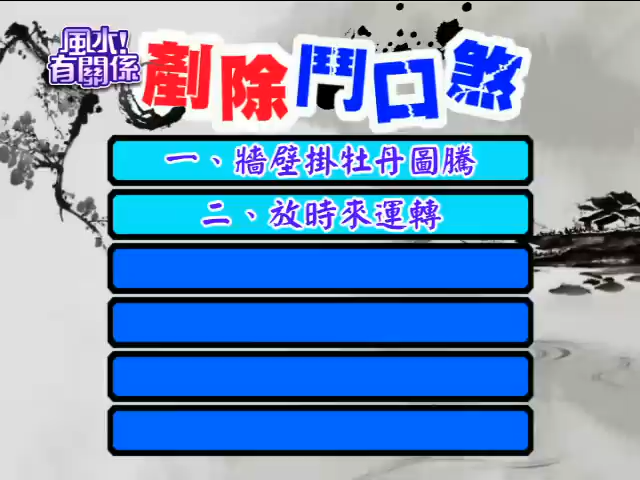 風水!
有關係
剷除鬥口煞
一、牆壁掛牡丹圖騰
二、放時來運轉